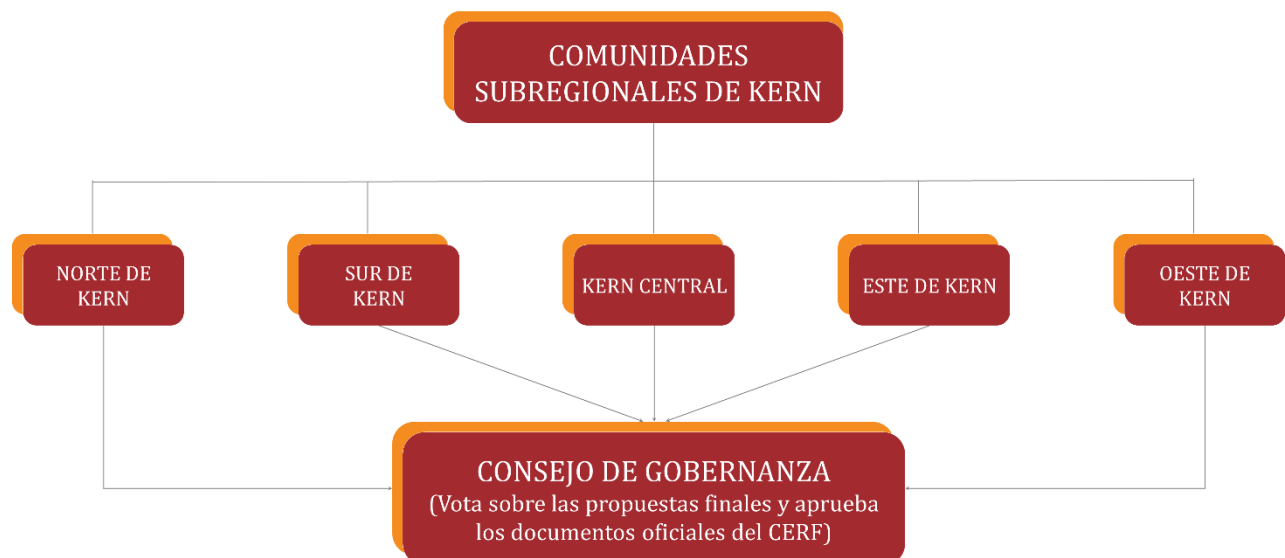 COMUNIDADES
SUBREGIONALES DE KERN
NORTE DE
KERN
SUR DE
KERN
KERN CENTRAL
ESTE DE KERN
OESTE DE
KERN
CONSEJO DE GOBERNANZA
(Vota sobre las propuestas finales y aprueba
los documentos oficiales del CERF)